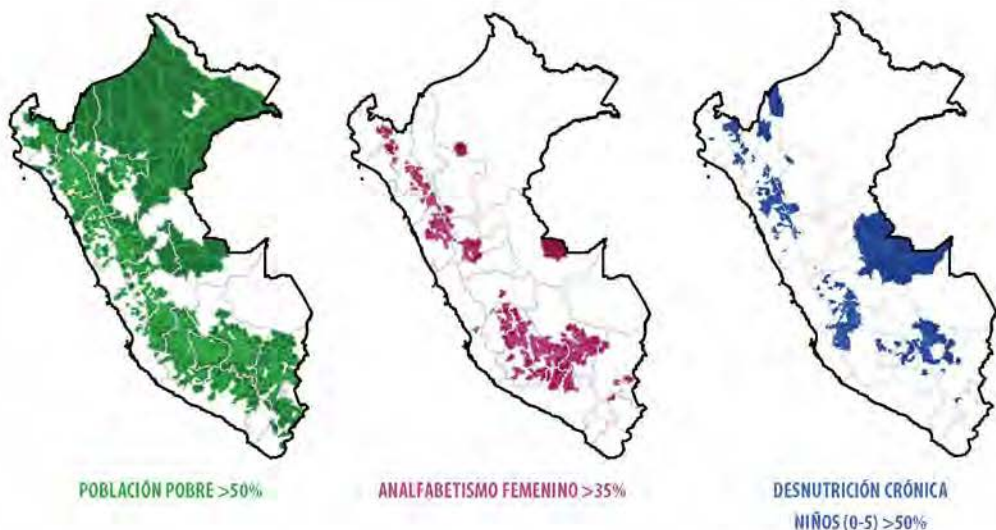 POBLACIÓN POBRE >50%
ANALFABETISMO FEMENINO >35%
DESNUTRICIÓN CRÓNICA
NIÑOS (0-5) >50%